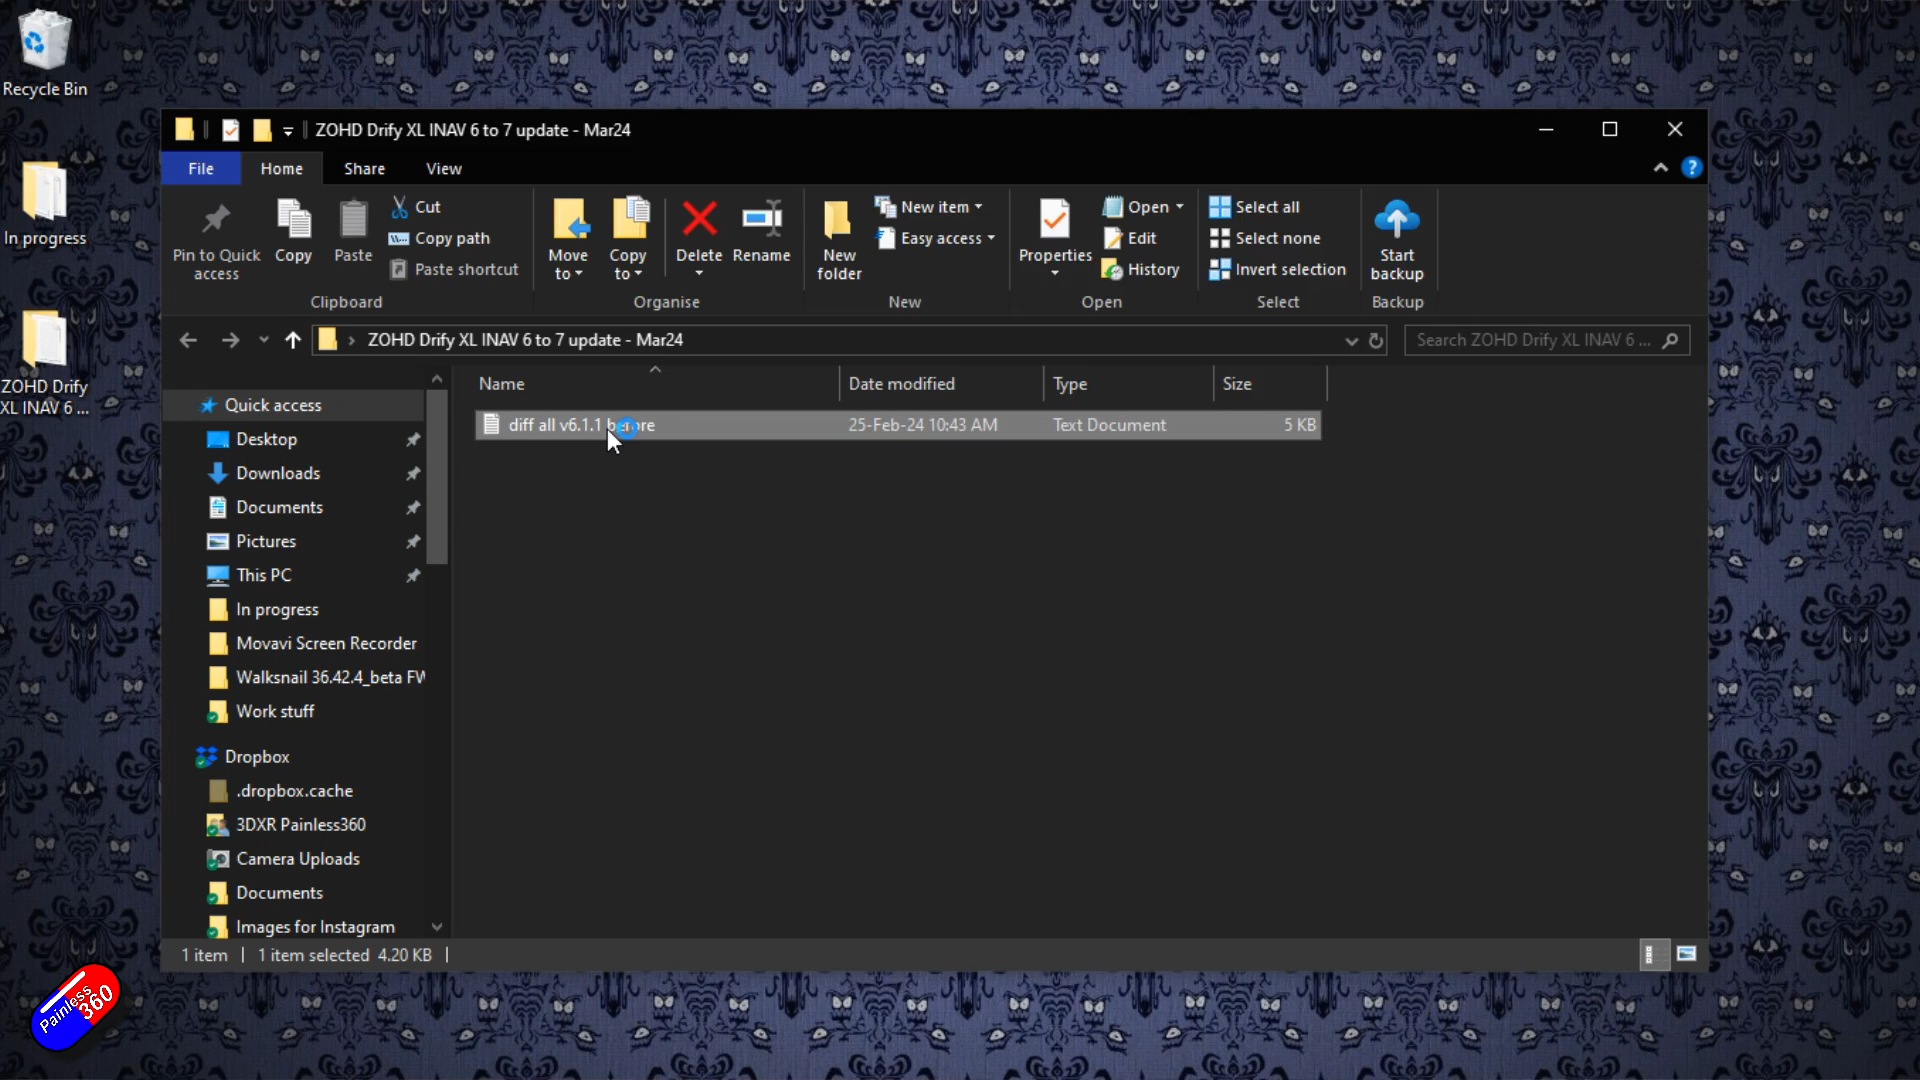 Recycle Bin
In progress
ZOHD Drify
XL INAV 6 ...
ZOHD Drify XL INAV 6 to 7 update - Mar24
File
Home
Share
View
Pin to Quick
access
Copy
Paste
Cut
Copy path
Paste shortcut
Clipboard
Move
to
Copy
to
Delete
Rename
Organise
New
folder
New item
Easy access
New
Properties
Open
Edit
History
Open
Select all
Select none
Invert selection
Select
Start
backup
Backup
ZOHD Drify XL INAV 6 to 7 update - Mar24
Search ZOHD Drify XL INAV 6 ...
Name
Date modified
Type
Size
diff all v6.1.1 before
25-Feb-24 10:43 AM
Text Document
5 KB
Quick access
Desktop
Downloads
Documents
Pictures
This PC
In progress
Movavi Screen Recorder
Walksnail 36.42.4_beta FW
Work stuff
Dropbox
.dropbox.cache
3DXR Painless360
Camera Uploads
Documents
Images for Instagram
1 item
1 item selected 4.20 KB
Painless
360